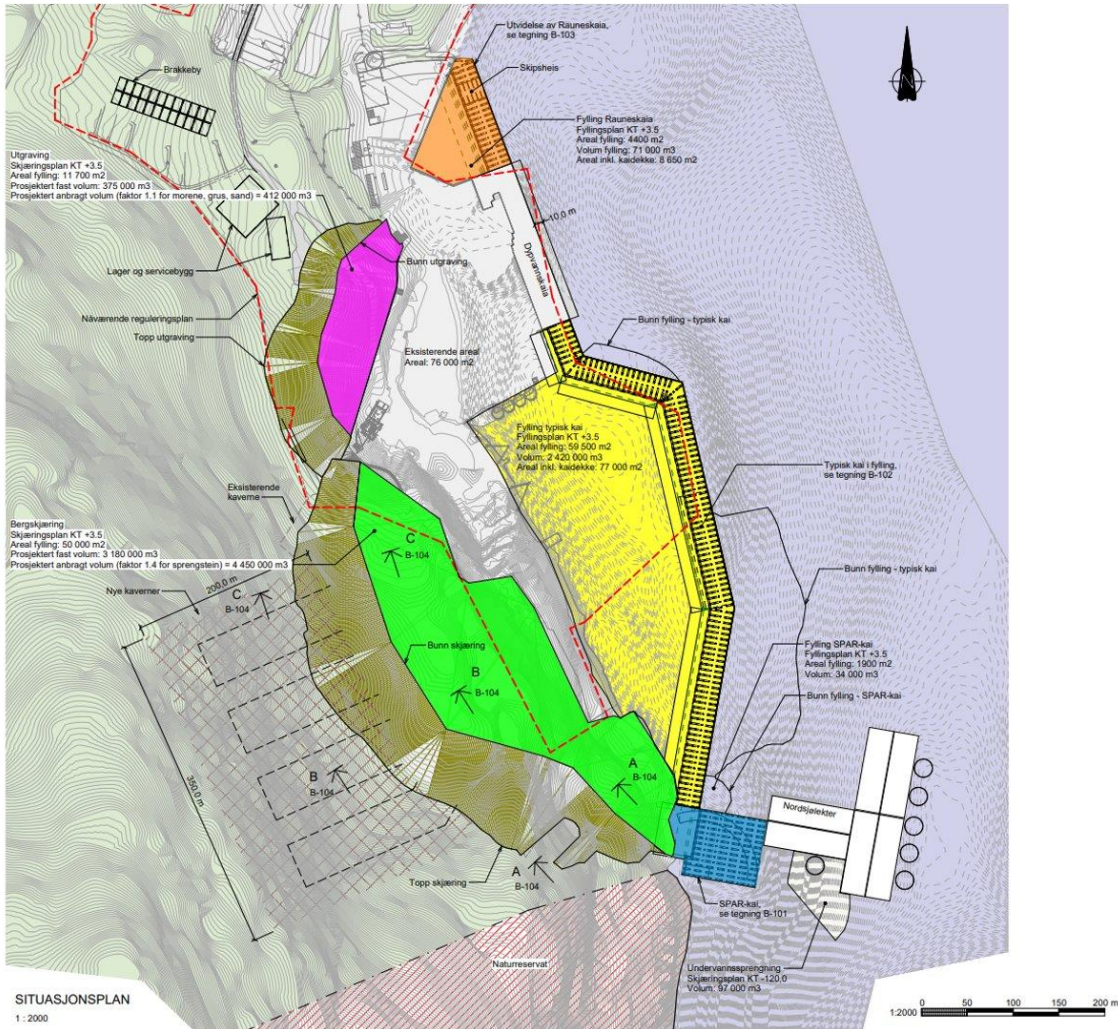 Utvidelse av Rauneskaia,
se tegning B-103
Skipsheis
Brakkeby
Fylling Rauneskaia
Fyllingsplan KT +3.5
Areal fylling: 4400 m2
Volum fylling: 71 000 m3
Areal inkl. kaidekke: 8 650 m2
N
Utgraving
Skjæringsplan KT +3.5
Areal fylling: 11 700 m2
Prosjektert fast volum: 375 000 m3
Prosjektert anbragt volum (faktor 1.1 for morene, grus, sand) = 412 000 m3
10,0 m
Dypvannskaia
Lager og servicebygg
Bunn utgraving
Nåværende reguleringsplan
Topp utgraving
Bunn fylling - typisk kai
Eksisterende areal
Areal: 76 000 m2
Fylling typisk kai
Fyllingsplan KT +3.5
Areal fylling: 59 500 m2
Volum: 2 420 000 m3
Areal inkl. kaidekke: 77 000 m2
Typisk kai i fylling,
se tegning B-102
Eksisterende
kaverne
Bergskjæring
Skjæringsplan KT +3.5
Areal fylling: 50 000 m2
Prosjektert fast volum: 3 180 000 m3
Prosjektert anbragt volum (faktor 1.4 for sprengstein) = 4 450 000 m3
C
B-104
Bunn fylling - typisk kai
Nye kaverner
200,0 m
C
B-104
Bunn skjæring
Fylling SPAR-kai
Fyllingsplan KT +3.5
Areal fylling: 1900 m2
Volum: 34 000 m3
B
B-104
Bunn fylling - SPAR-kai
350,0 m
B
B-104
A
B-104
Nordsjølekter
Topp skjæring
A
B-104
SPAR-kai,
se tegning B-101
Naturreservat
Undervannssprengning
Skjæringsplan KT -120,0
Volum: 97 000 m3
SITUASJONSPLAN
1 : 2000
1:2000
0 50 100 150 200 m